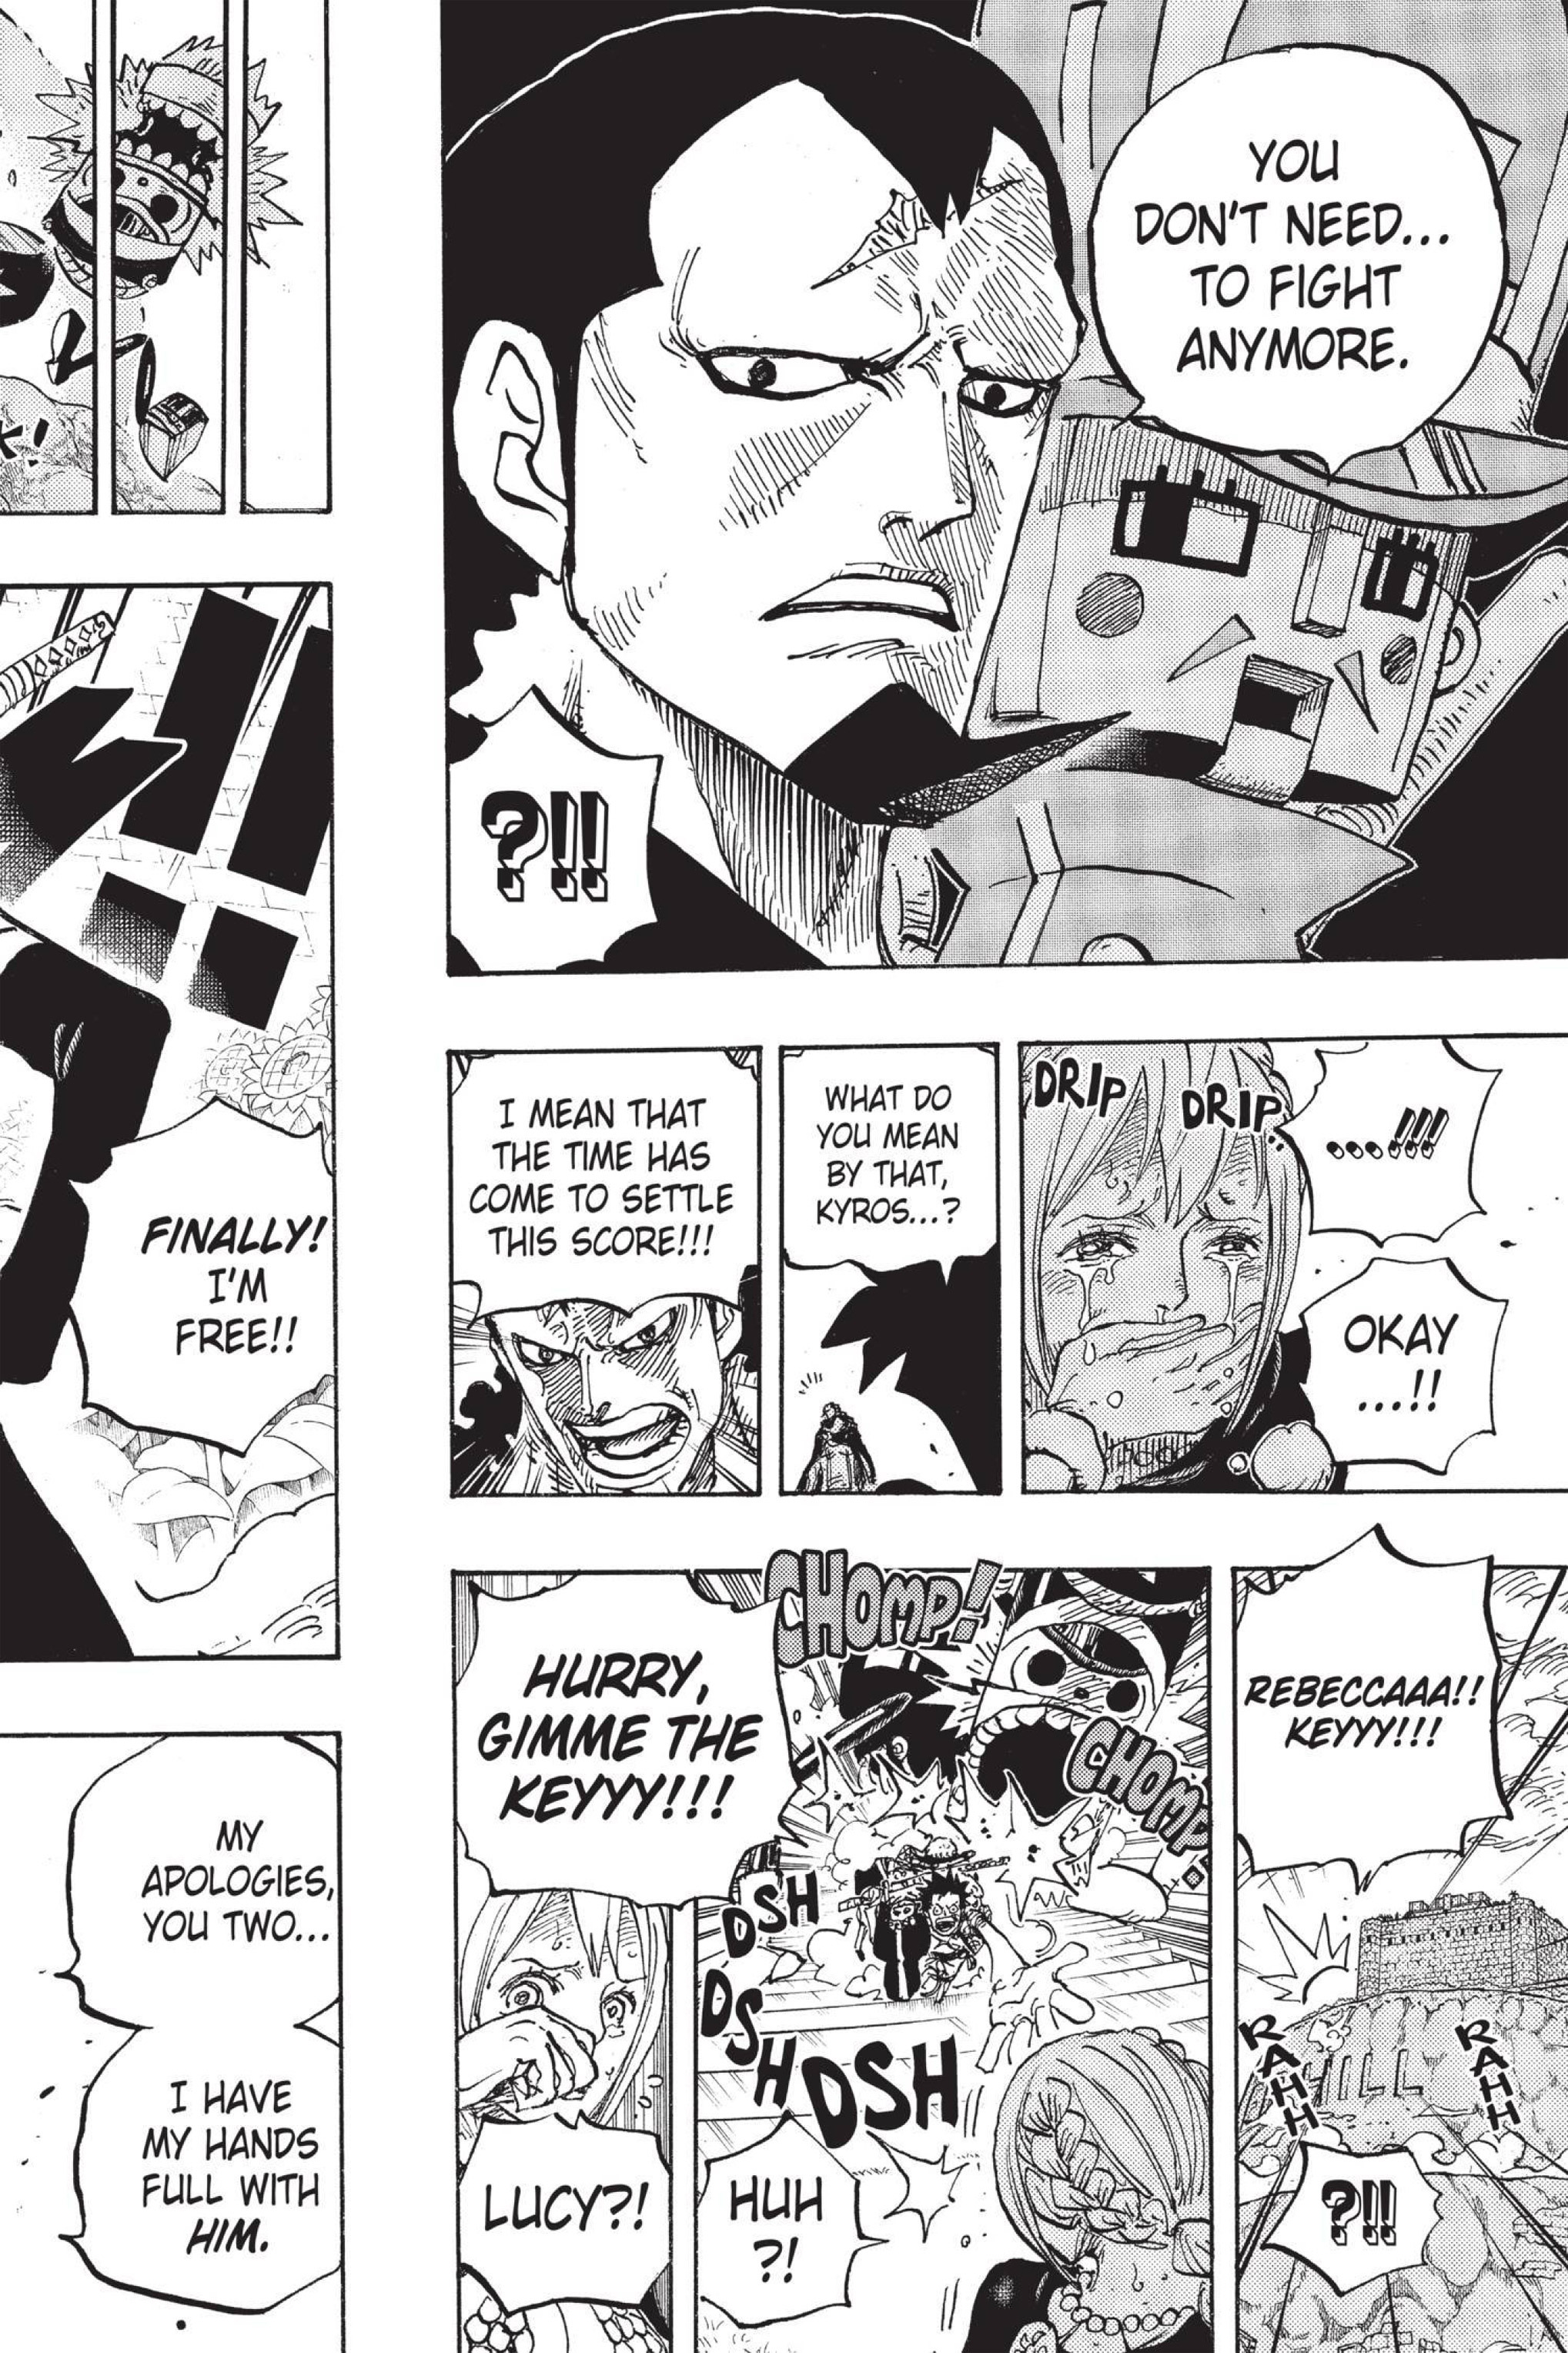 YOU
DON'T NEED...
TO FIGHT
ANYMORE.
?!!
DRIP
DRIP
...!!!
OKAY
...!!
WHAT DO
YOU MEAN
BY THAT,
KYROS...?
I MEAN THAT
THE TIME HAS
COME TO SETTLE
THIS SCORE!!!
REBECCAAA!!
KEYYY!!!
RAHH
RAHH
?!!
CHOMP!
CHOMP!
DSH
DSH
DSH
HUH
?!
HURRY,
GIMME THE
KEYYY!!!
LUCY?!
FINALLY!
I'M
FREE!!
MY
APOLOGIES,
YOU TWO...
I HAVE
MY HANDS
FULL WITH
HIM.